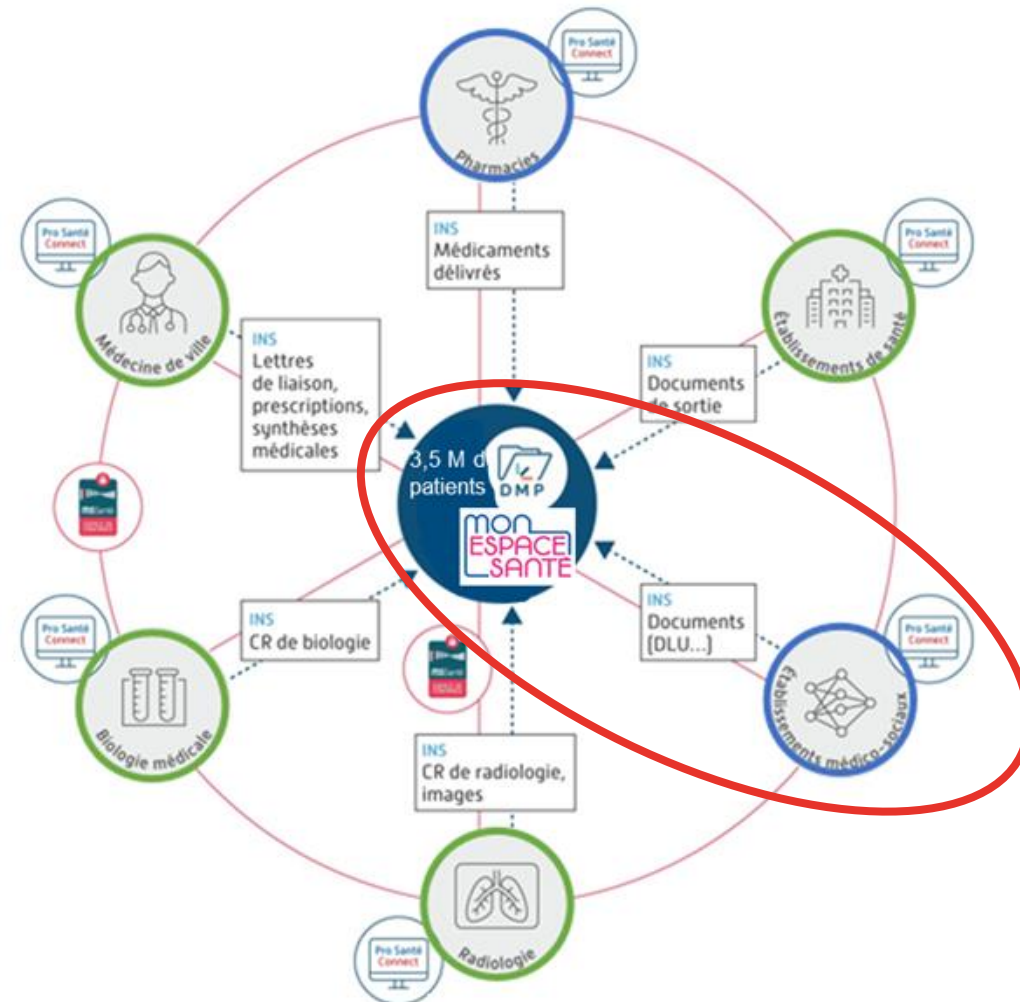 Pro Santé
Connect
Pharmacies
INS
Médicaments
délivrés
Pro Santé
Connect
Médecine de ville
INS
Lettres
de liaison,
prescriptions,
synthèses
médicales
Pro Santé
Connect
Établissements de santé
INS
Documents
de sortie
3,5 M d
patients
DMP
MON
ESPACE
SANTÉ
Pro Santé
Connect
Biologie médicale
INS
CR de biologie
INS
Documents
(DLU...)
Pro Santé
Connect
Établissements médico-sociaux
INS
CR de radiologie,
images
Pro Santé
Connect
Radiologie